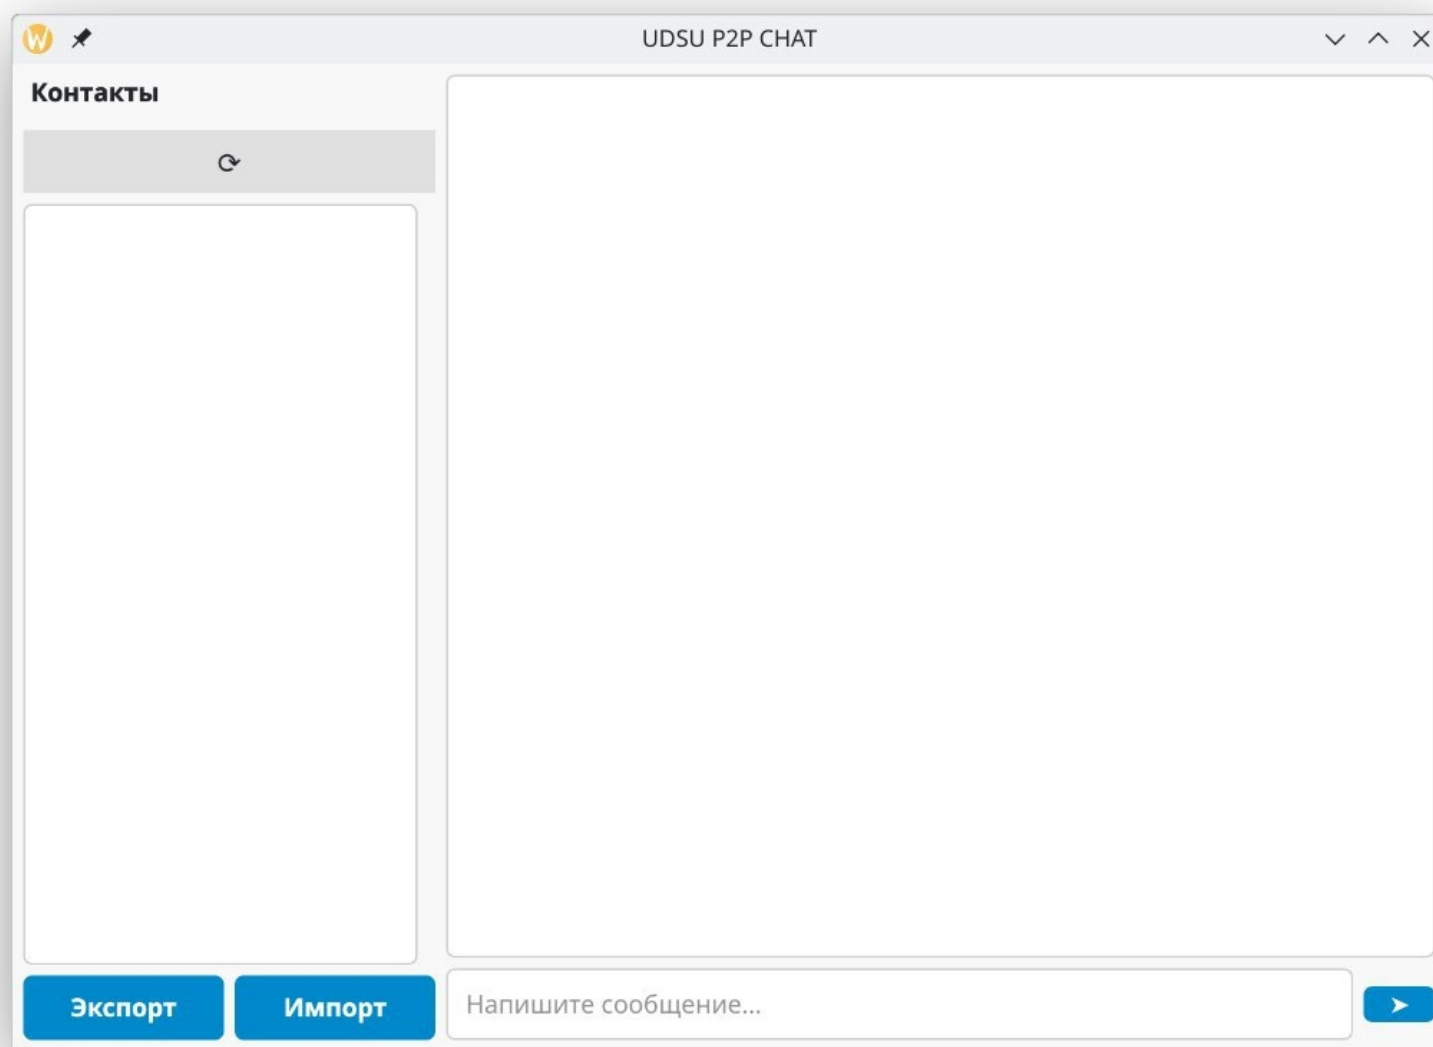 UDSU P2P CHAT
Контакты
Экспорт
Импорт
Напишите сообщение...